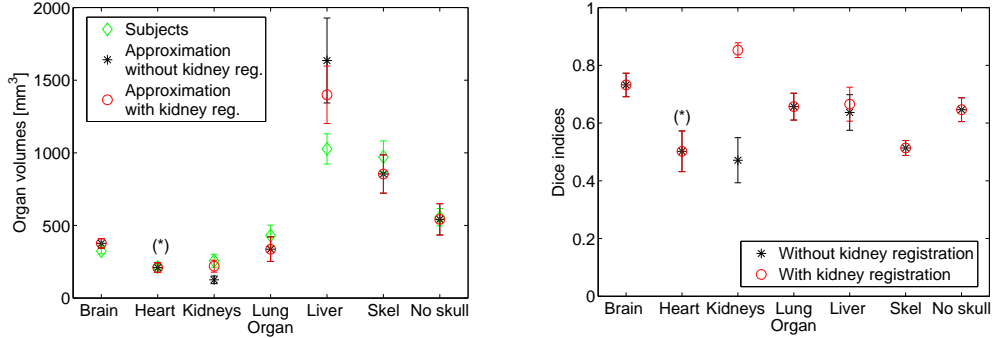 2000
1500
1000
500
0
Organ volumes [mm³]
Subjects
Approximation
without kidney reg.
Approximation
with kidney reg.
(*)
Brain Heart Kidneys Lung Liver Skel No skull
Organ
1
0.8
0.6
0.4
0.2
0
Dice indices
(*)
Without kidney registration
With kidney registration
Brain Heart Kidneys Lung Liver Skel No skull
Organ